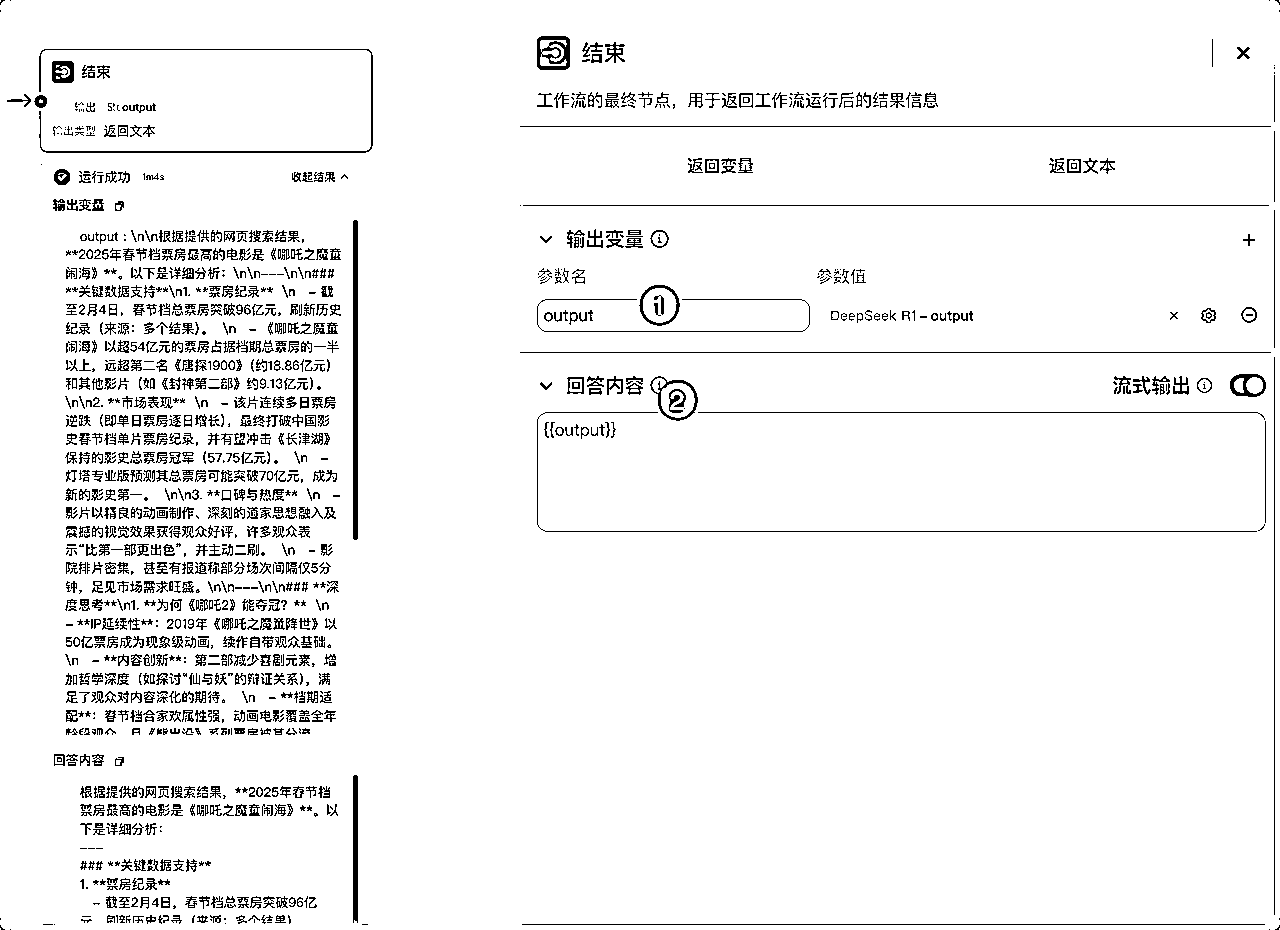 结束
输出 Str. output
输出类型 返回文本
运行成功 1m4s 收起结果
输出变量
output : \n\n根据提供的网页搜索结果，
**2025年春节档票房最高的电影是《哪吒之魔童
闹海》**。以下是详细分析：\n\n---\n\n###
**关键数据支持**\n1. **票房纪录** \n - 截
至2月4日，春节档总票房突破96亿元，刷新历史
纪录（来源：多个结果）。 \n - 《哪吒之魔童
闹海》以超54亿元的票房占据档期总票房的一半
以上，远超第二名《唐探1900》（约18.86亿元）
和其他影片（如《封神第二部》约9.13亿元）。
\n\n2. **市场表现** \n - 该片连续多日票房
逆跌（即单日票房逐日增长），最终打破中国影
史春节档单片票房纪录，并有望冲击《长津湖》
保持的影史总票房冠军（57.75亿元）。 \n -
灯塔专业版预测其总票房可能突破70亿元，成为
新的影史第一。 \n\n3. **口碑与热度** \n -
影片以精良的动画制作、深刻的道家思想融入及
震撼的视觉效果获得观众好评，许多观众表
示“比第一部更出色”，并主动二刷。 \n - 影
院排片密集，甚至有报道称部分场次间隔仅5分
钟，足见市场需求旺盛。\n\n---\n\n### **深
度思考**\n1. **为何《哪吒2》能夺冠？** \n
- **IP延续性**：2019年《哪吒之魔童降世》以
50亿票房成为现象级动画，续作自带观众基础。
\n - **内容创新**：第二部减少喜剧元素，增
加哲学深度（如探讨“仙与妖”的辩证关系），满
足了观众对内容深化的期待。 \n - **档期适
配**：春节档合家欢属性强，动画电影覆盖全年
龄段观众，且《熊出没》系列票房被其分流
回答内容
根据提供的网页搜索结果，**2025年春节档
票房最高的电影是《哪吒之魔童闹海》**。以
下是详细分析：
---
### **关键数据支持**
1. **票房纪录**
- 截至2月4日，春节档总票房突破96亿
元，刷新历史纪录（来源：多个结果）
结束
工作流的最终节点，用于返回工作流运行后的结果信息
返回变量 返回文本
输出变量
参数名 参数值
output 1 DeepSeek R1 - output
回答内容 2 流式输出
{{output}}